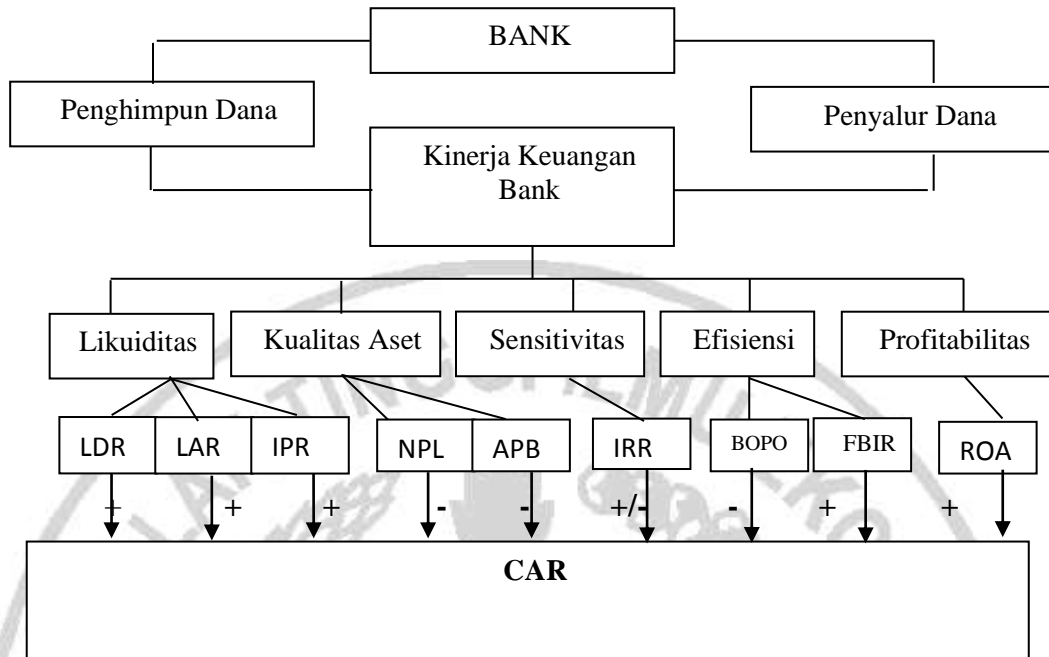 BANK
Penghimpun Dana
Penyalur Dana
Kinerja Keuangan
Bank
Likuiditas
Kualitas Aset
Sensitivitas
Efisiensi
Profitabilitas
LDR
LAR
IPR
NPL
APB
IRR
BOPO
FBIR
ROA
+
+
+
-
-
+/-
-
+
+
CAR